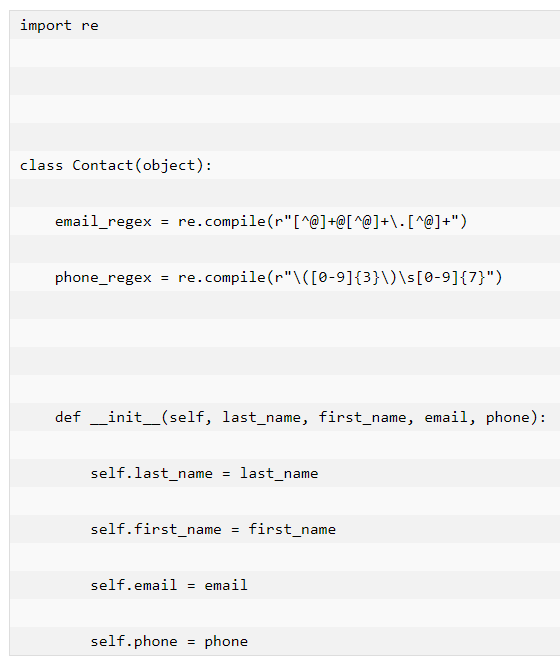 import re
class Contact(object):
    email_regex = re.compile(r"[^@]+@[^@]+\.[^@]+")
    phone_regex = re.compile(r"\([0-9]{3}\)\s[0-9]{7}")
    def __init__(self, last_name, first_name, email, phone):
        self.last_name = last_name
        self.first_name = first_name
        self.email = email
        self.phone = phone